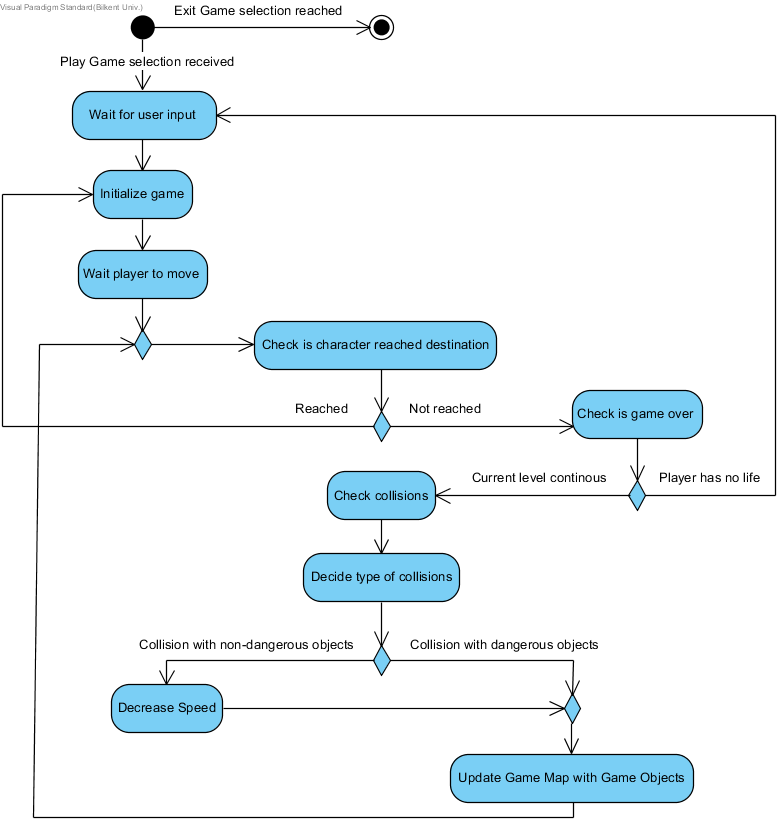 Visual Paradigm Standard(Bilkent Univ.)
Exit Game selection reached
Play Game selection received
Wait for user input
Initialize game
Wait player to move
Check is character reached destination
Reached
Not reached
Check is game over
Current level continous
Player has no life
Check collisions
Decide type of collisions
Collision with non-dangerous objects
Collision with dangerous objects
Decrease Speed
Update Game Map with Game Objects